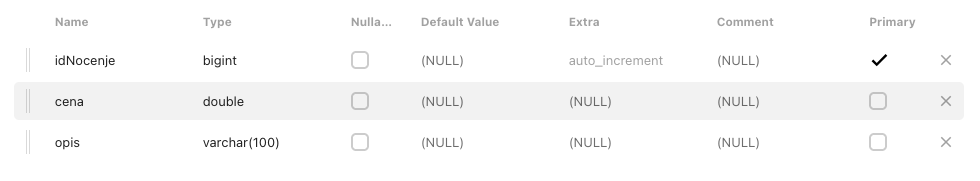 Name Type Nulla... Default Value Extra Comment Primary
idNocenje bigint (NULL) auto_increment (NULL)
cena double (NULL) (NULL) (NULL)
opis varchar(100) (NULL) (NULL) (NULL)